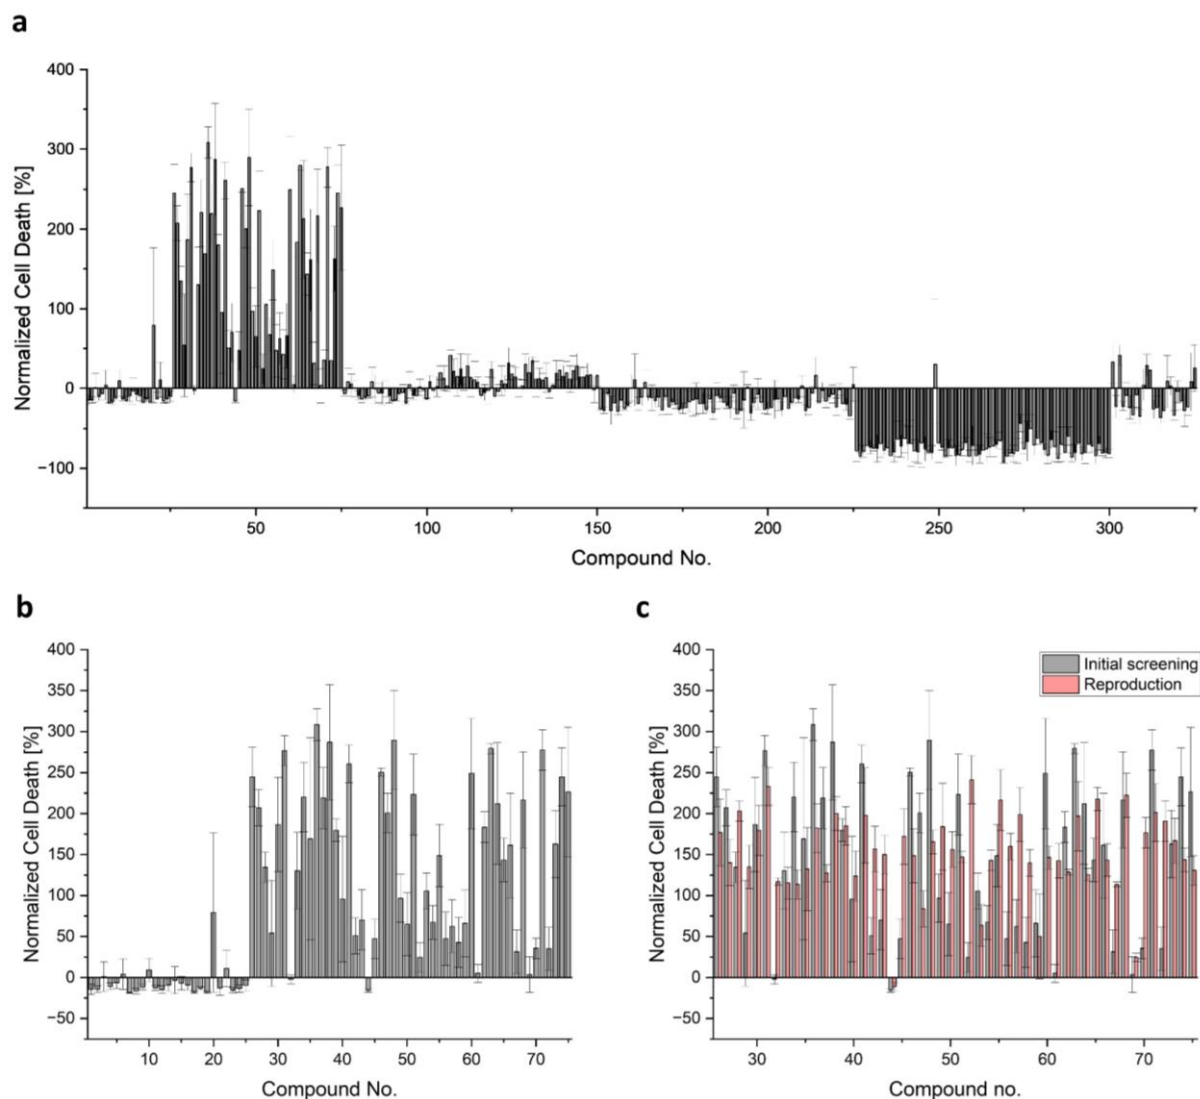 a
400
300
200
100
0
−100
Normalized Cell Death [%]
50 100 150 200 250 300
Compound No.
b
400
350
300
250
200
150
100
50
0
−50
Normalized Cell Death [%]
10 20 30 40 50 60 70
Compound No.
c
Initial screening
Reproduction
400
350
300
250
200
150
100
50
0
−50
Normalized Cell Death [%]
30 40 50 60 70
Compound no.